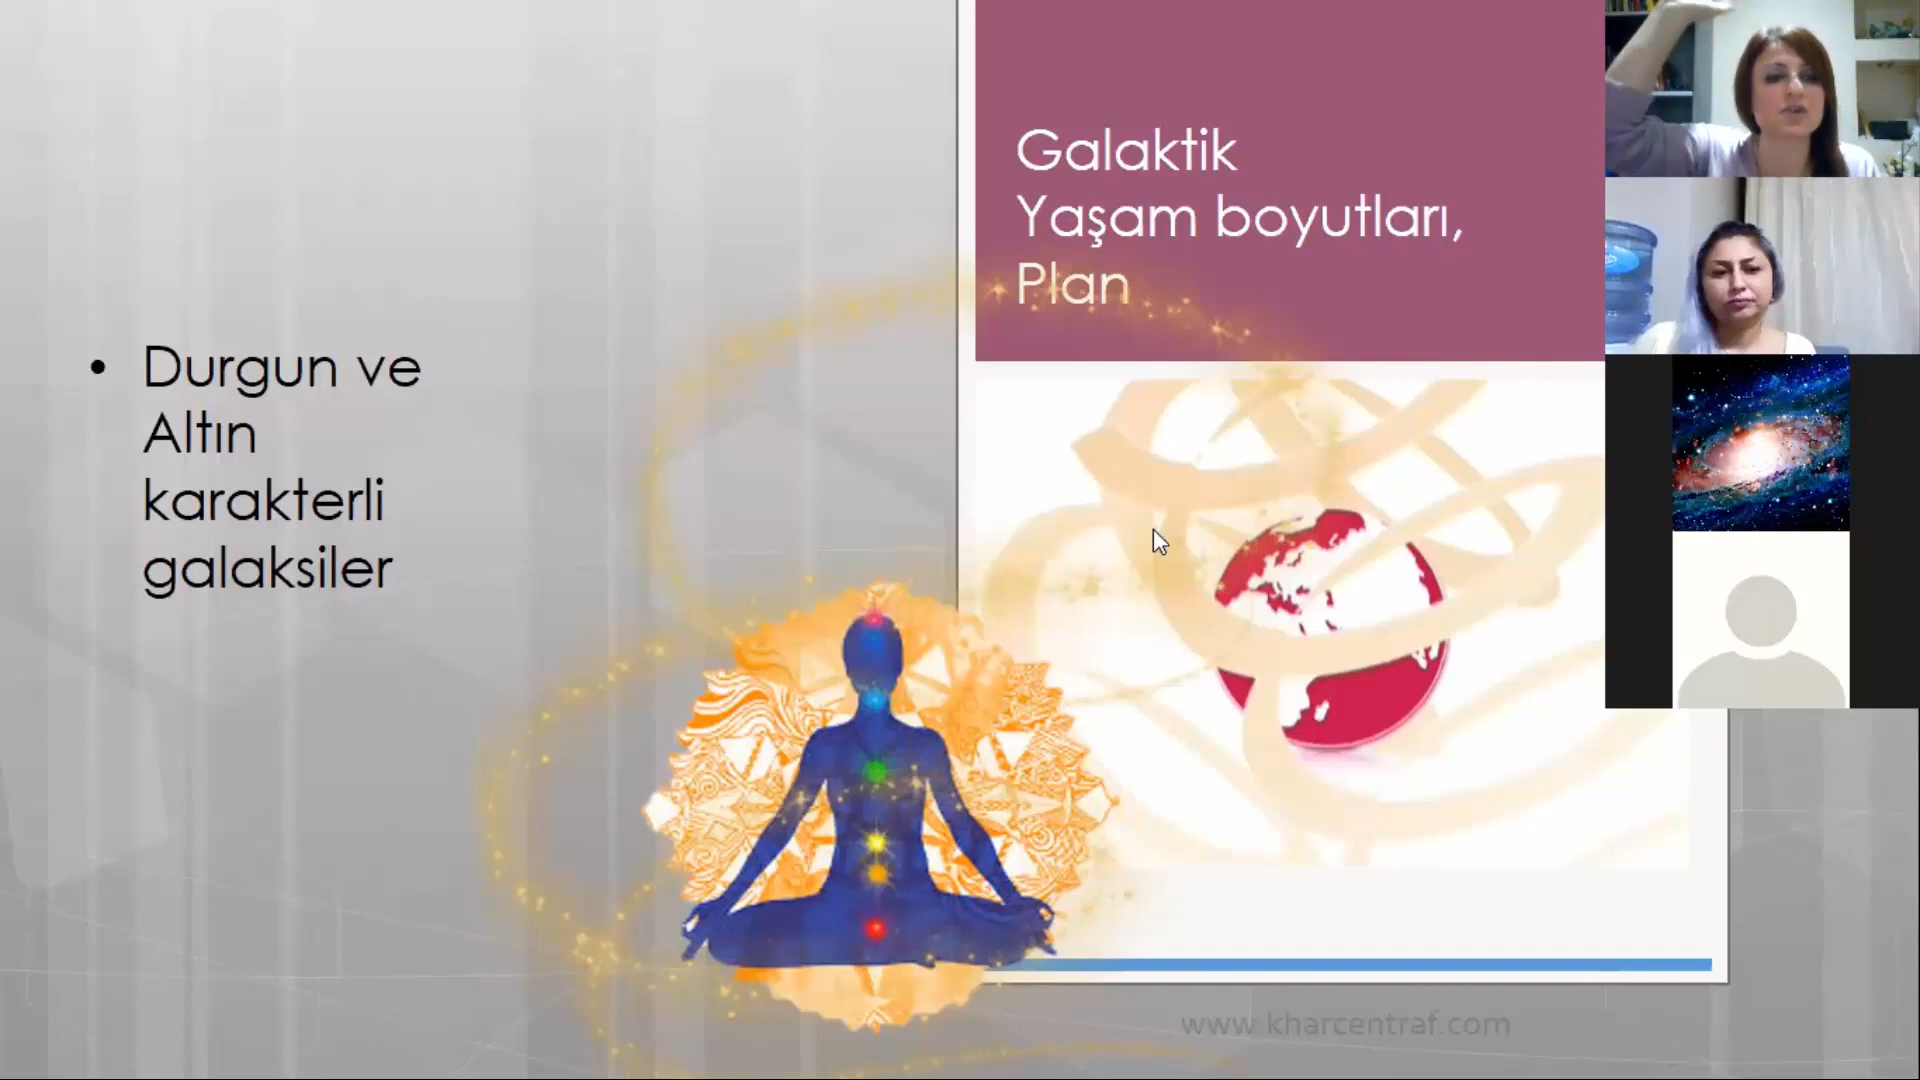 Galaktik
Yaşam boyutları,
Plan
• Durgun ve
Altın
karakterli
galaksiler
www.kharcentraf.com